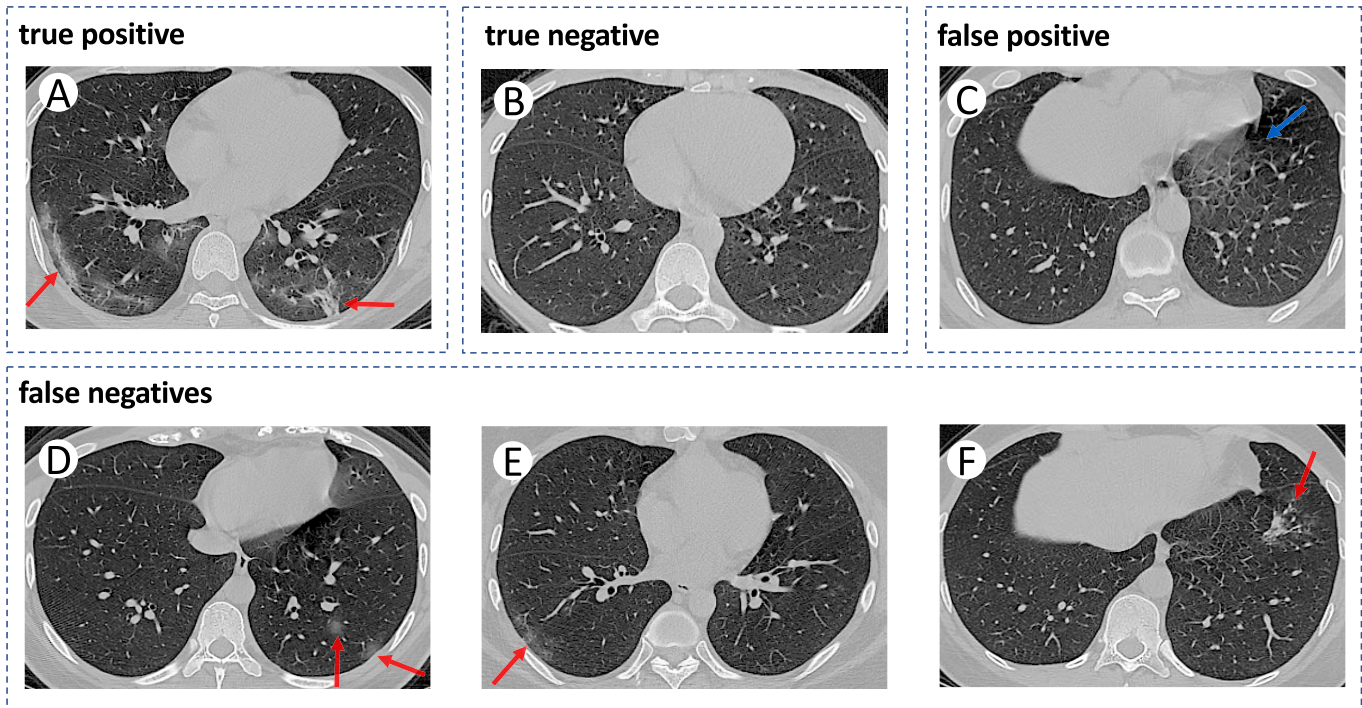 true positive
true negative
false positive
A
B
C
false negatives
D
E
F